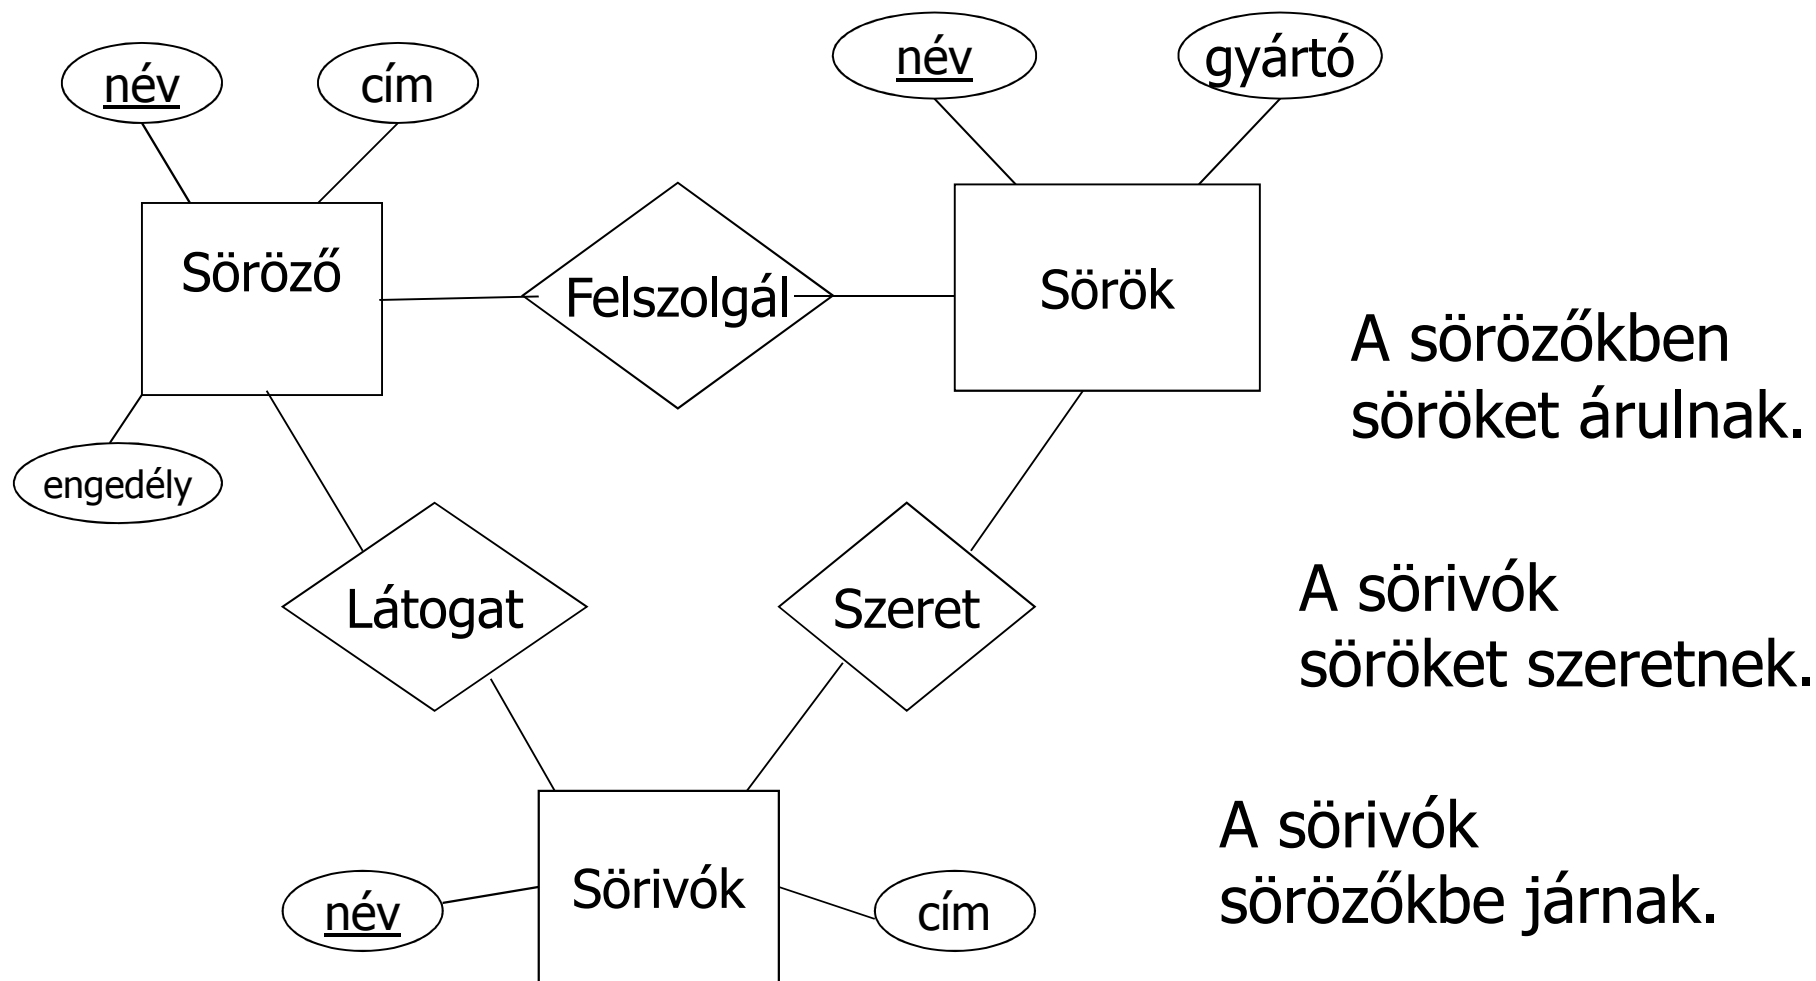 név
cím
név
gyártó
Söröző
Felszolgál
Sörök
A sörözőkben
söröket árulnak.
engedély
Látogat
Szeret
A sörivók
söröket szeretnek.
A sörivók
sörözőkbe járnak.
Sörivók
név
cím